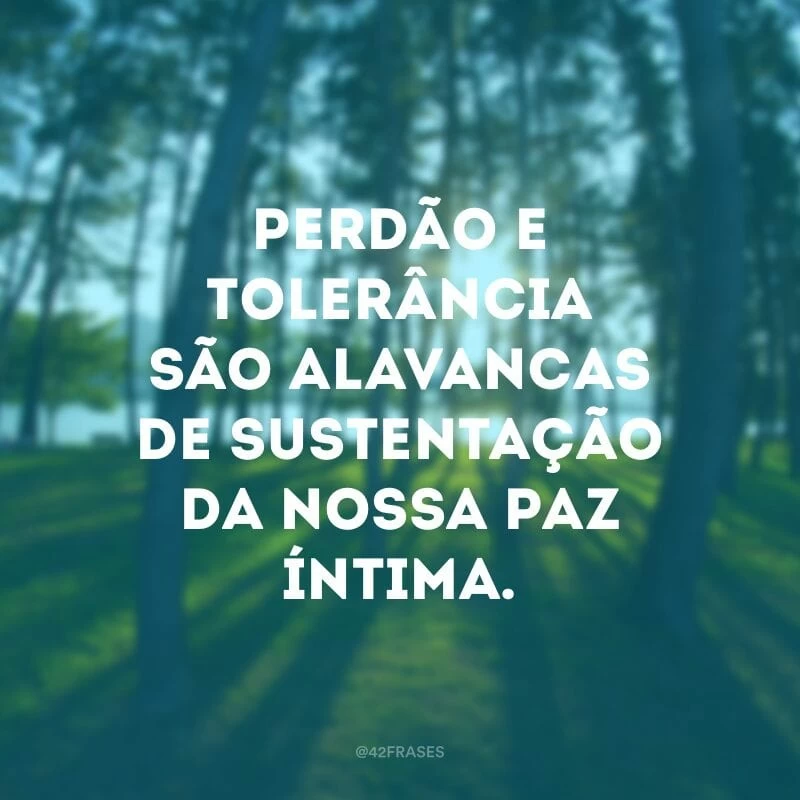 PERDÃO E
TOLERÂNCIA
SÃO ALAVANCAS
DE SUSTENTAÇÃO
DA NOSSA PAZ
ÍNTIMA.
@42FRASES